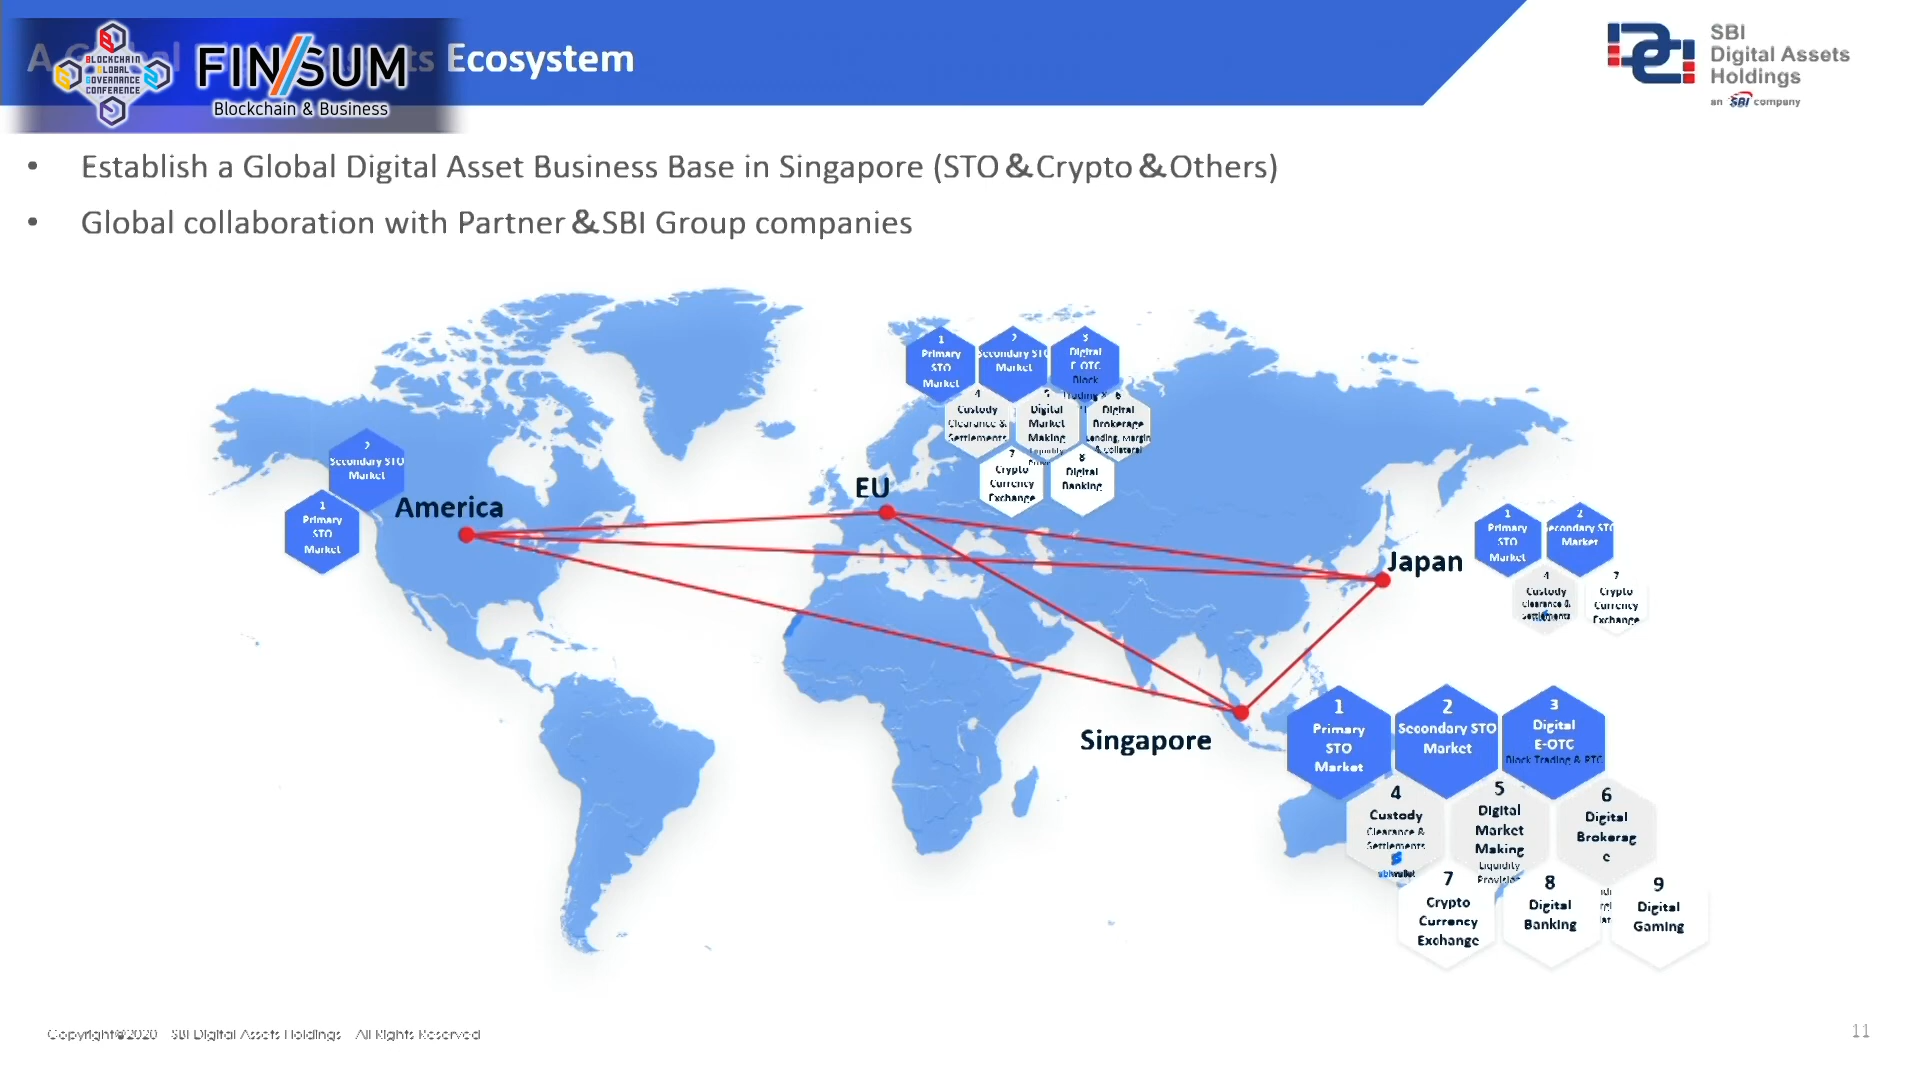 Ecosystem
BLOCKCHAIN
GLOBAL
GOVERNANCE
CONFERENCE
FIN/SUM
Blockchain & Business
SBI
Digital Assets
Holdings
an SBI company
• Establish a Global Digital Asset Business Base in Singapore (STO&Crypto&Others)
• Global collaboration with Partner&SBI Group companies
1
Primary
STO
Market
2
Secondary STO
Market
3
Digital
E-OTC
Block
Trading
4
Custody
Clearance &
Settlements
5
Digital
Market
Making
6
Digital
Brokerage
Lending, Margin
& Collateral
7
Crypto
Currency
Exchange
8
Digital
Banking
EU
2
Secondary STO
Market
1
Primary
STO
Market
America
Japan
1
Primary
STO
Market
2
Secondary STO
Market
4
Custody
Clearance &
Settlements
7
Crypto
Currency
Exchange
Singapore
1
Primary
STO
Market
2
Secondary STO
Market
3
Digital
E-OTC
Block Trading & RTC
4
Custody
Clearance &
Settlements
sbiwallet
5
Digital
Market
Making
Liquidity
Provision
6
Digital
Brokerag
e
7
Crypto
Currency
Exchange
8
Digital
Banking
9
Digital
Gaming
Copyright©2020 SBI Digital Assets Holdings All Rights Reserved
11